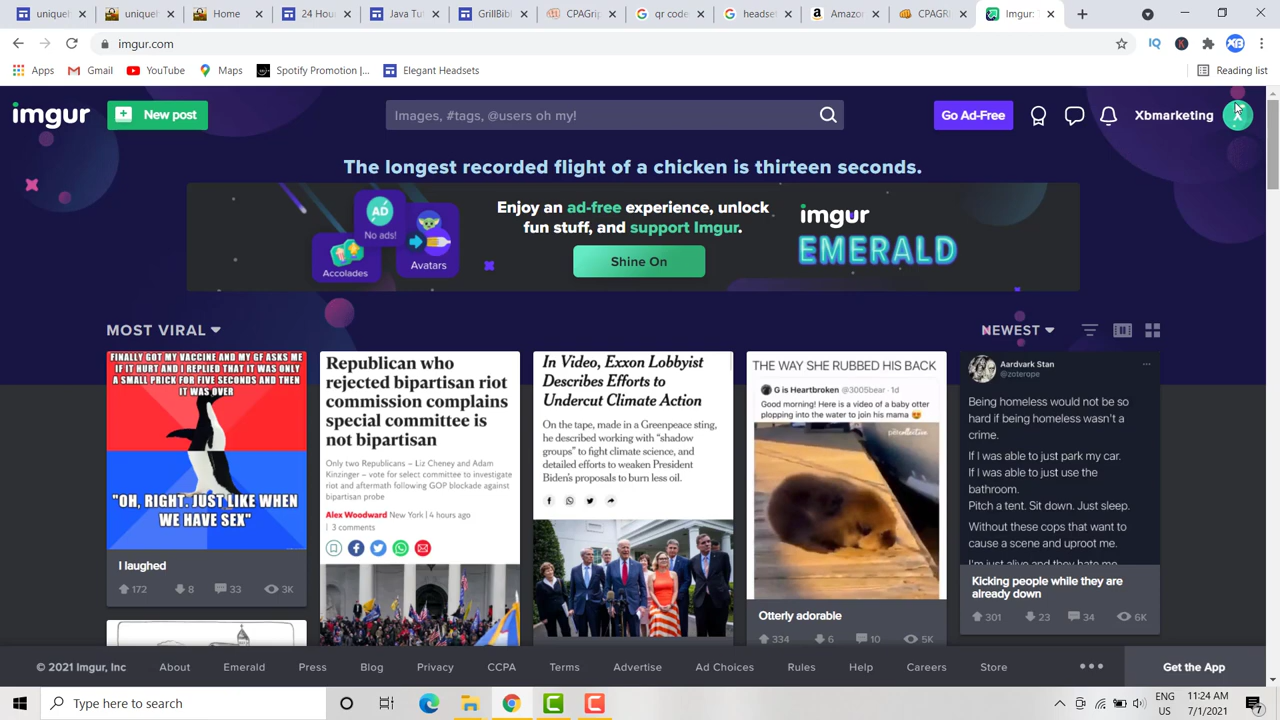 unique
unique
24 Hour
Java Tut
GrillBibl
CPAGrip
qr code
headset
Amazon
CPAGRI
Imgur:
imgur.com
IQ
K
XB
Apps
Gmail
YouTube
Maps
Spotify Promotion |...
Elegant Headsets
Reading list
imgur
New post
Images, #tags, @users oh my!
Go Ad-Free
Xbmarketing
X
The longest recorded flight of a chicken is thirteen seconds.
AD
No ads!
Accolades
Avatars
Enjoy an ad-free experience, unlock
fun stuff, and support Imgur.
Shine On
imgur
EMERALD
MOST VIRAL
NEWEST
FINALLY GOT MY VACCINE AND MY GF ASKS ME
IF IT HURT AND I REPLIED THAT IT WAS ONLY
A SMALL PRICK FOR FIVE SECONDS AND THEN
IT WAS OVER
"OH, RIGHT. JUST LIKE WHEN
WE HAVE SEX"
I laughed
172
8
33
3K
Republican who
rejected bipartisan riot
commission complains
special committee is
not bipartisan
Only two Republicans – Liz Cheney and Adam
Kinzinger – vote for select committee to investigate
riot and aftermath following GOP blockade against
bipartisan probe
Alex Woodward New York | 4 hours ago
| 3 comments
In Video, Exxon Lobbyist
Describes Efforts to
Undercut Climate Action
On the tape, made in a Greenpeace sting,
he described working with “shadow
groups” to fight climate science, and
detailed efforts to weaken President
Biden’s proposals to burn less oil.
THE WAY SHE RUBBED HIS BACK
G is Heartbroken @3005bear · 1d
Good morning! Here is a video of a baby otter
plopping into the water to join his mama 😍
Otterly adorable
334
6
10
5K
Aardvark Stan
@zoterope
Being homeless would not be so
hard if being homeless wasn't a
crime.
If I was able to just park my car.
If I was able to just use the
bathroom.
Pitch a tent. Sit down. Just sleep.
Without these cops that want to
cause a scene and uproot me.
I'm just alive and they hate me
Kicking people while they are
already down
301
23
34
6K
© 2021 Imgur, Inc
About
Emerald
Press
Blog
Privacy
CCPA
Terms
Advertise
Ad Choices
Rules
Help
Careers
Store
Get the App
Type here to search
ENG
US
11:24 AM
7/1/2021
7